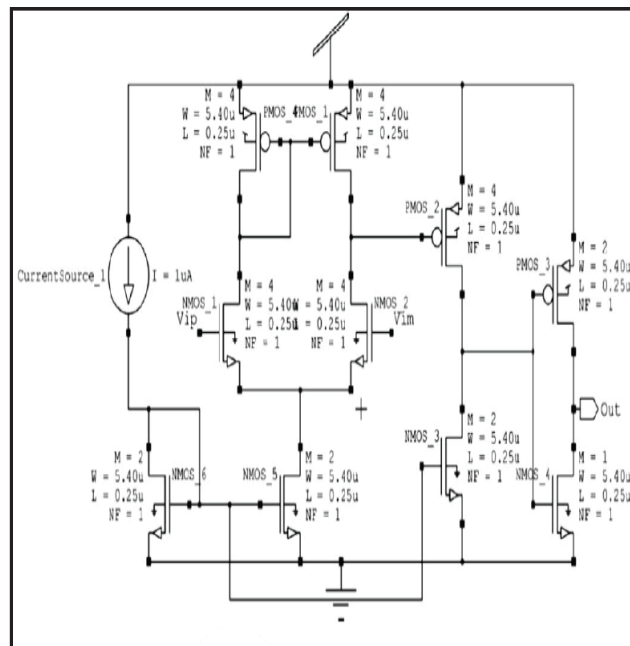 M = 4
W = 5.40u
L = 0.25u
NF = 1
PMOS_4
PMOS_1
M = 4
W = 5.40u
L = 0.25u
NF = 1
PMOS_2
M = 4
W = 5.40u
L = 0.25u
NF = 1
PMOS_3
M = 2
W = 5.40u
L = 0.25u
NF = 1
CurrentSource_1
I = 1uA
NMOS_1
Vip
M = 4
W = 5.40u
L = 0.25u
NF = 1
M = 4
W = 5.40u
L = 0.25u
NF = 1
NMOS_2
Vim
Out
M = 2
W = 5.40u
L = 0.25u
NF = 1
NMOS_6
NMOS_5
M = 2
W = 5.40u
L = 0.25u
NF = 1
NMOS_3
M = 2
W = 5.40u
L = 0.25u
NF = 1
NMOS_4
M = 1
W = 5.40u
L = 0.25u
NF = 1